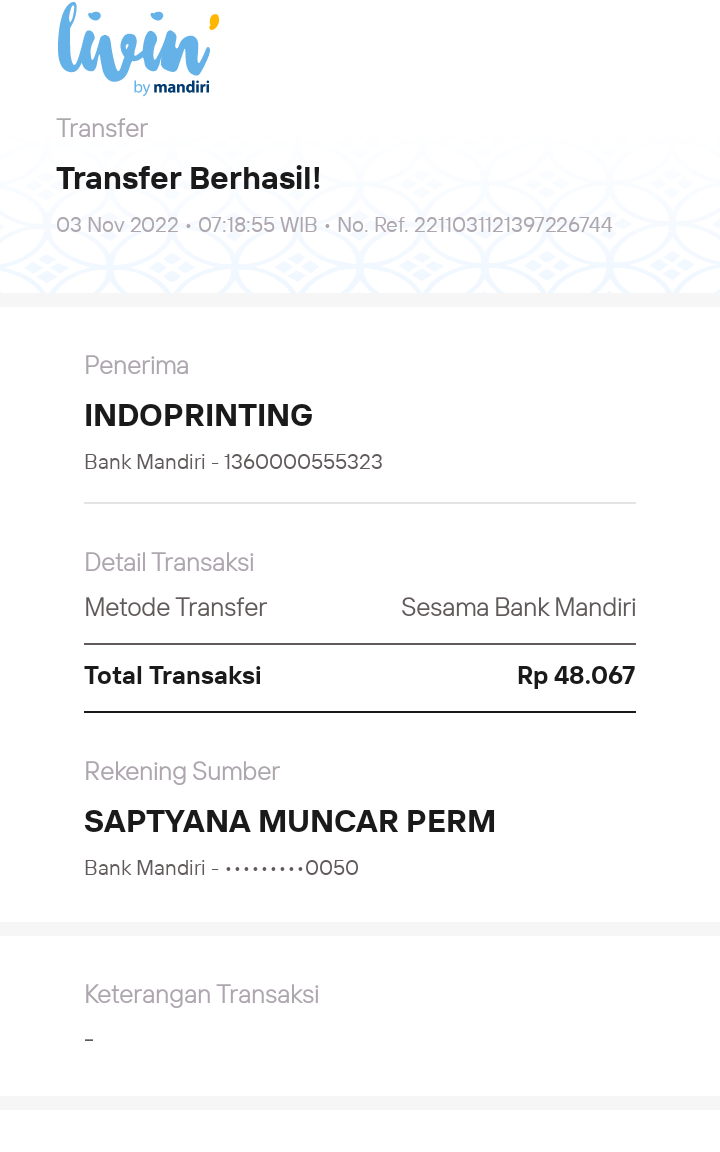 livin'
by mandiri
Transfer
Transfer Berhasil!
03 Nov 2022 • 07:18:55 WIB • No. Ref. 2211031121397226744
Penerima
INDOPRINTING
Bank Mandiri - 1360000555323
Detail Transaksi
Metode Transfer Sesama Bank Mandiri
Total Transaksi Rp 48.067
Rekening Sumber
SAPTYANA MUNCAR PERM
Bank Mandiri - •••••••••0050
Keterangan Transaksi
-